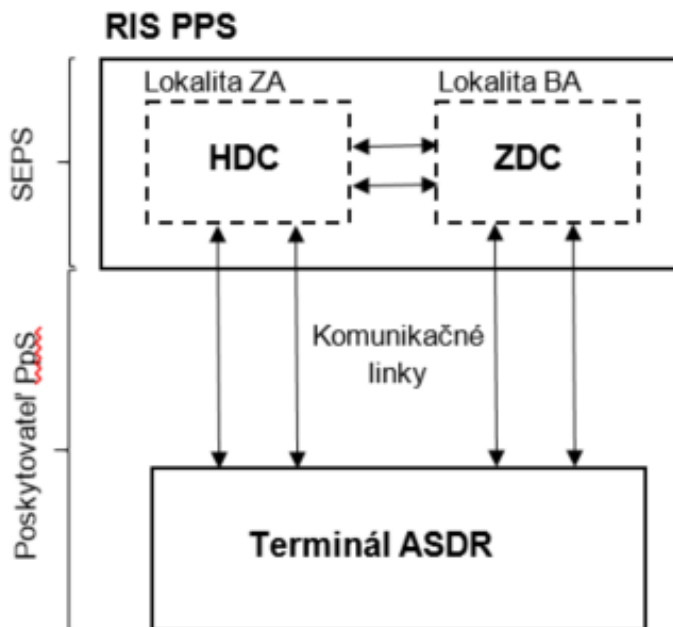 RIS PPS
Lokalita ZA
Lokalita BA
HDC
ZDC
SEPS
Komunikačné
linky
Poskytovateľ PpS
Terminál ASDR